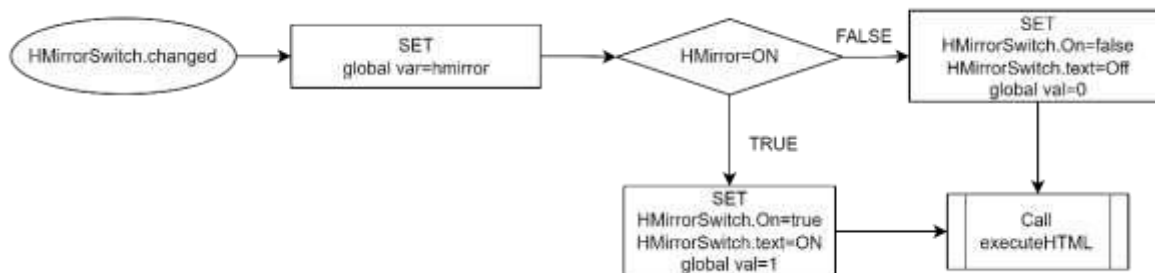 HMirrorSwitch.changed
SET
global var=hmirror
HMirror=ON
FALSE
SET
HMirrorSwitch.On=false
HMirrorSwitch.text=Off
global val=0
TRUE
SET
HMirrorSwitch.On=true
HMirrorSwitch.text=ON
global val=1
Call
executeHTML